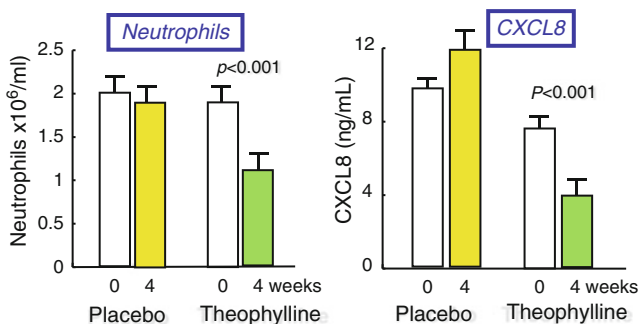 Neutrophils
Neutrophils x10⁶/ml)
2.5
2
1.5
1
0.5
0
p<0.001
0 4 0 4 weeks
Placebo Theophylline
CXCL8
CXCL8 (ng/mL)
12
8
4
0
P<0.001
0 4 0 4 weeks
Placebo Theophylline